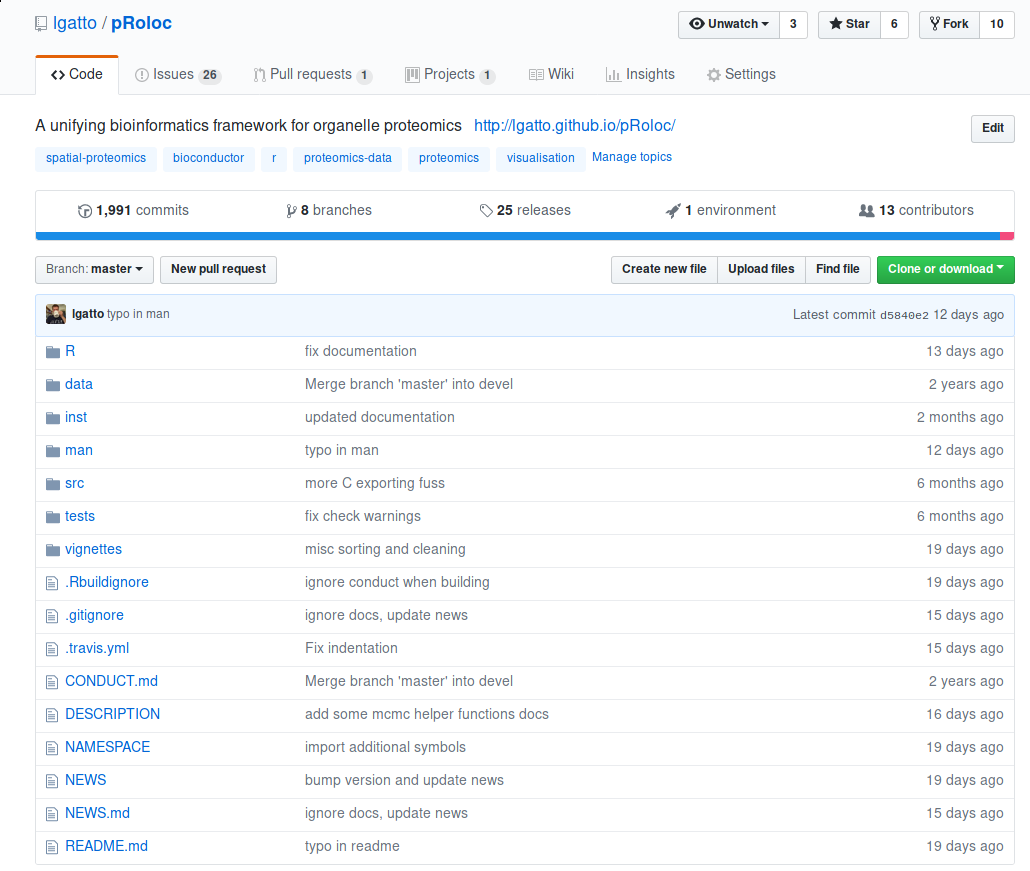 lgatto / pRoloc Unwatch 3 Star 6 Fork 10
Code Issues 26 Pull requests 1 Projects 1 Wiki Insights Settings
A unifying bioinformatics framework for organelle proteomics http://lgatto.github.io/pRoloc/ Edit
spatial-proteomics bioconductor r proteomics-data proteomics visualisation Manage topics
1,991 commits 8 branches 25 releases 1 environment 13 contributors
Branch: master New pull request Create new file Upload files Find file Clone or download
lgatto typo in man Latest commit d5840e2 12 days ago
R fix documentation 13 days ago
data Merge branch 'master' into devel 2 years ago
inst updated documentation 2 months ago
man typo in man 12 days ago
src more C exporting fuss 6 months ago
tests fix check warnings 6 months ago
vignettes misc sorting and cleaning 19 days ago
.Rbuildignore ignore conduct when building 19 days ago
.gitignore ignore docs, update news 15 days ago
.travis.yml Fix indentation 15 days ago
CONDUCT.md Merge branch 'master' into devel 2 years ago
DESCRIPTION add some mcmc helper functions docs 16 days ago
NAMESPACE import additional symbols 19 days ago
NEWS bump version and update news 19 days ago
NEWS.md ignore docs, update news 15 days ago
README.md typo in readme 19 days ago